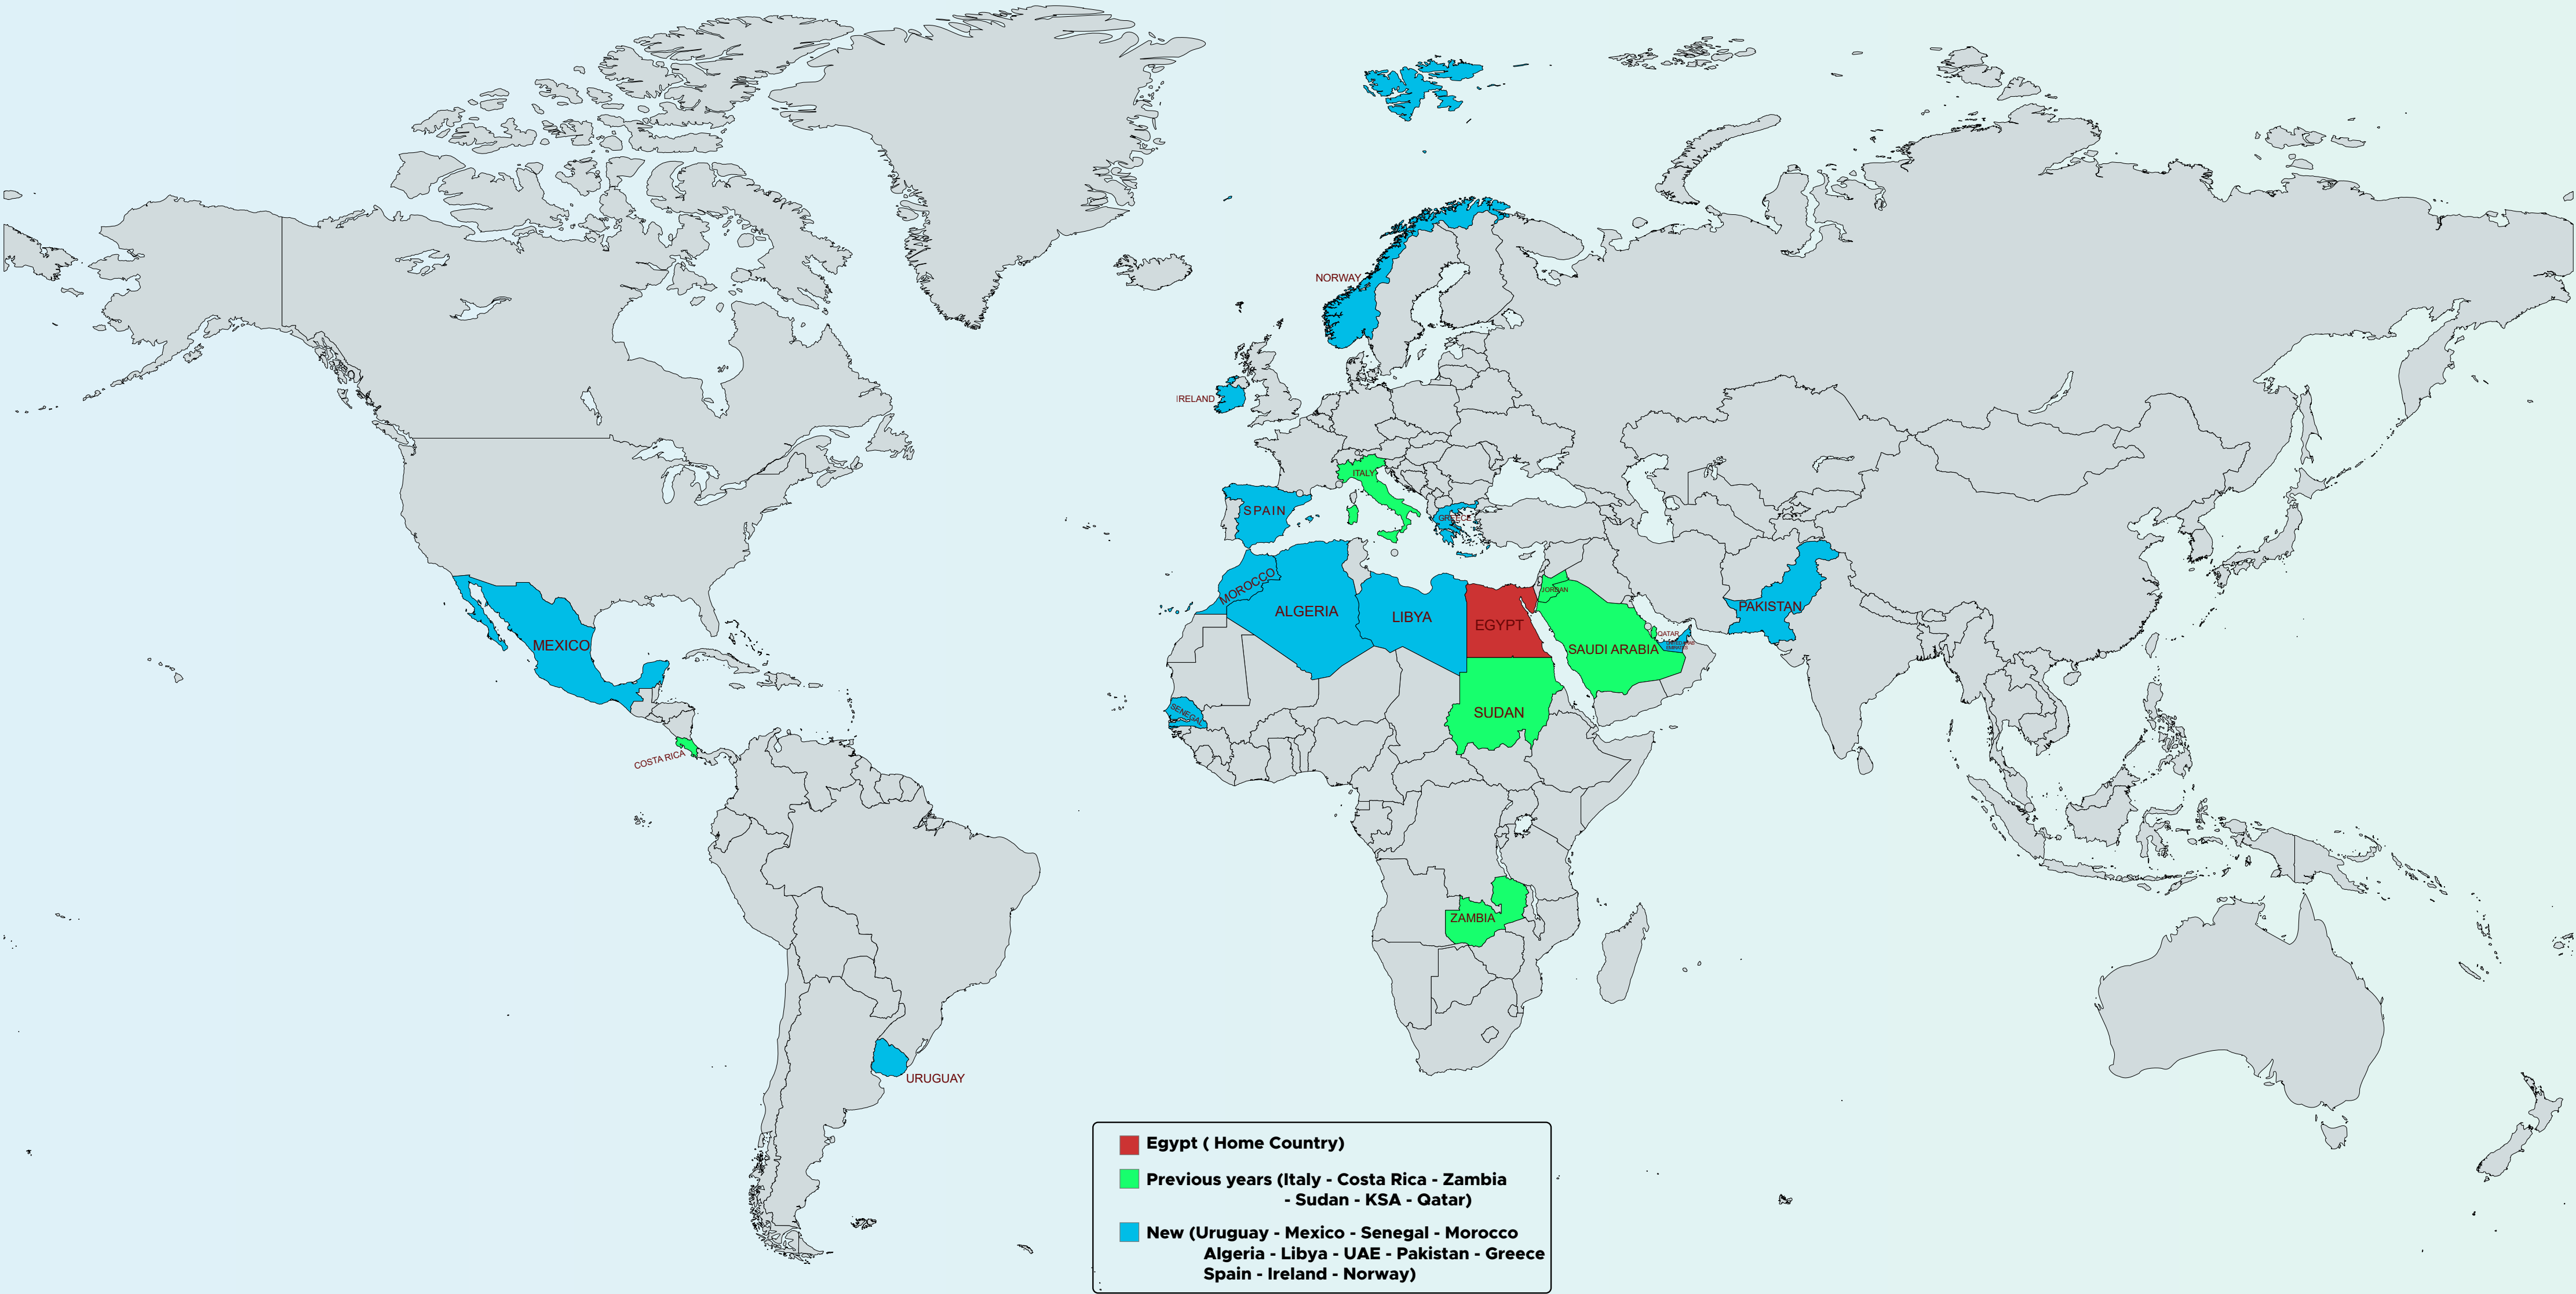 NORWAY
IRELAND
ITALY
SPAIN
GREECE
MOROCCO
ALGERIA
LIBYA
EGYPT
JORDAN
PAKISTAN
MEXICO
QATAR
SAUDI ARABIA
EMIRATES
SENEGAL
SUDAN
COSTA RICA
ZAMBIA
URUGUAY
Egypt ( Home Country)
Previous years (Italy - Costa Rica - Zambia
- Sudan - KSA - Qatar)
New (Uruguay - Mexico - Senegal - Morocco
Algeria - Libya - UAE - Pakistan - Greece
Spain - Ireland - Norway)